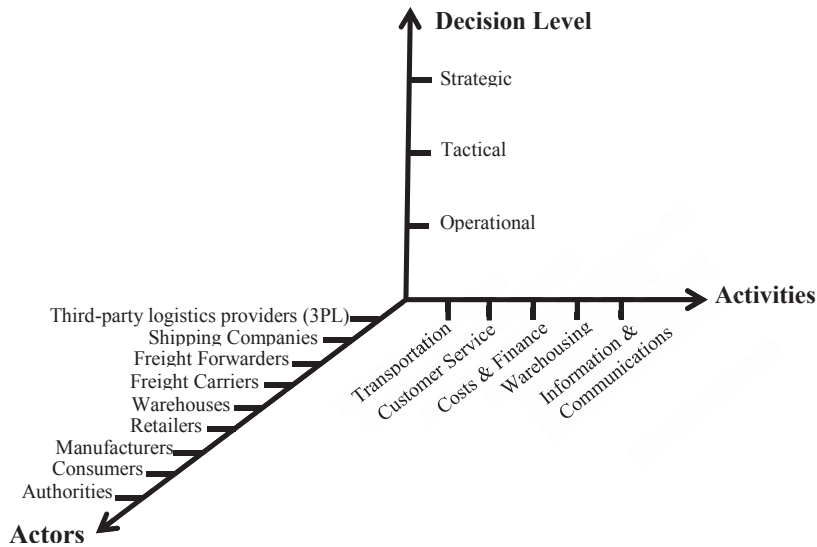 Decision Level
Strategic
Tactical
Operational
Activities
Transportation
Customer Service
Costs & Finance
Warehousing
Information &
Communications
Third-party logistics providers (3PL)
Shipping Companies
Freight Forwarders
Freight Carriers
Warehouses
Retailers
Manufacturers
Consumers
Authorities
Actors